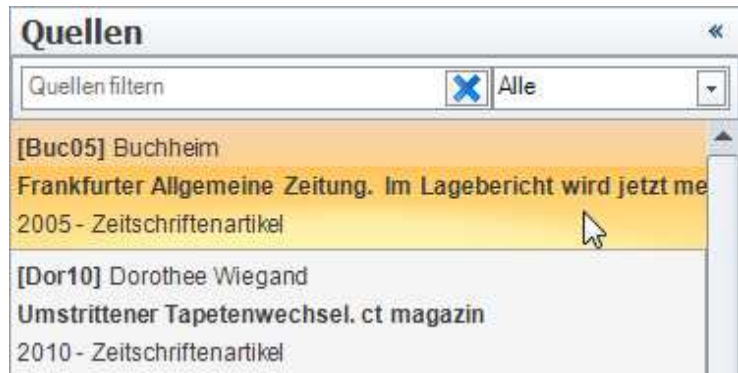 Quellen «
Quellen filtern Alle
[Buc05] Buchheim
Frankfurter Allgemeine Zeitung. Im Lagebericht wird jetzt me
2005 - Zeitschriftenartikel
[Dor10] Dorothee Wiegand
Umstrittener Tapetenwechsel. ct magazin
2010 - Zeitschriftenartikel